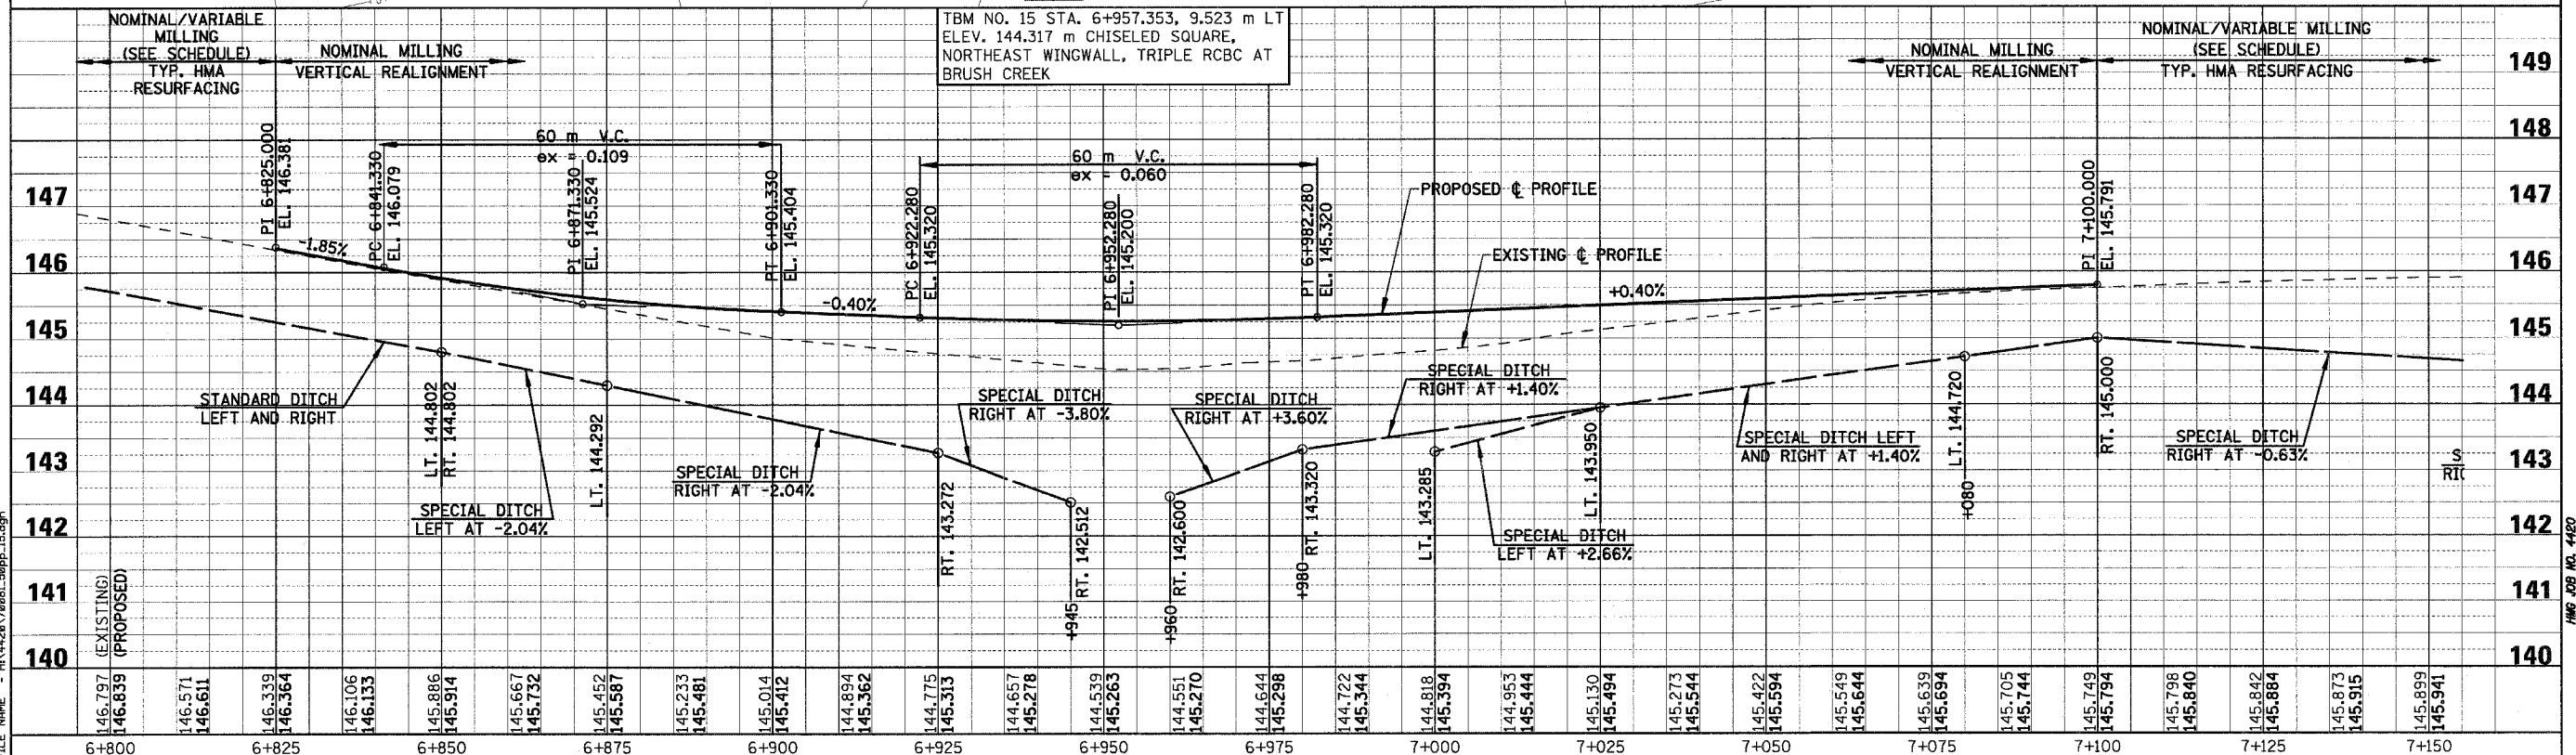 NOMINAL/VARIABLE
MILLING
(SEE SCHEDULE)
TYP. HMA
RESURFACING
NOMINAL MILLING
VERTICAL REALIGNMENT
TBM NO. 15 STA. 6+957.353, 9.523 m LT
ELEV. 144.317 m CHISELED SQUARE,
NORTHEAST WINGWALL, TRIPLE RCBC AT
BRUSH CREEK
NOMINAL MILLING
VERTICAL REALIGNMENT
NOMINAL/VARIABLE MILLING
(SEE SCHEDULE)
TYP. HMA RESURFACING
149
148
147
146
145
144
143
142
141
140
147
146
145
144
143
142
141
140
PI 6+825.000
EL. 146.381
-1.85%
PC 6+841.330
EL. 146.079
60 m V.C.
ex = 0.109
PI 6+871.330
EL. 145.524
PT 6+901.330
EL. 145.404
-0.40%
PC 6+922.280
EL. 145.320
60 m V.C.
ex = 0.060
PI 6+952.280
EL. 145.200
PT 6+982.280
EL. 145.320
PROPOSED ℄ PROFILE
EXISTING ℄ PROFILE
+0.40%
PI 7+100.000
EL. 145.791
STANDARD DITCH
LEFT AND RIGHT
LT. 144.802
RT. 144.802
SPECIAL DITCH
LEFT AT -2.04%
LT. 144.292
SPECIAL DITCH
RIGHT AT -2.04%
RT. 143.272
SPECIAL DITCH
RIGHT AT -3.80%
+945
RT. 142.512
+960
RT. 142.600
SPECIAL DITCH
RIGHT AT +3.60%
+980
RT. 143.320
SPECIAL DITCH
RIGHT AT +1.40%
LT. 143.285
SPECIAL DITCH
LEFT AT +2.66%
LT. 143.950
SPECIAL DITCH LEFT
AND RIGHT AT +1.40%
+080
LT. 144.720
RT. 145.000
SPECIAL DITCH
RIGHT AT -0.63%
S
RI
(EXISTING)
(PROPOSED)
146.797
146.839
146.571
146.611
146.339
146.364
146.106
146.133
145.886
145.914
145.667
145.732
145.452
145.587
145.233
145.481
145.014
145.412
144.894
145.362
144.775
145.313
144.657
145.278
144.539
145.263
144.551
145.270
144.644
145.298
144.722
145.344
144.818
145.394
144.953
145.444
145.130
145.494
145.273
145.544
145.422
145.594
145.549
145.644
145.639
145.694
145.705
145.744
145.749
145.794
145.798
145.840
145.842
145.884
145.873
145.915
145.899
145.941
6+800
6+825
6+850
6+875
6+900
6+925
6+950
6+975
7+000
7+025
7+050
7+075
7+100
7+125
7+150
HMG JOB NO. 4420